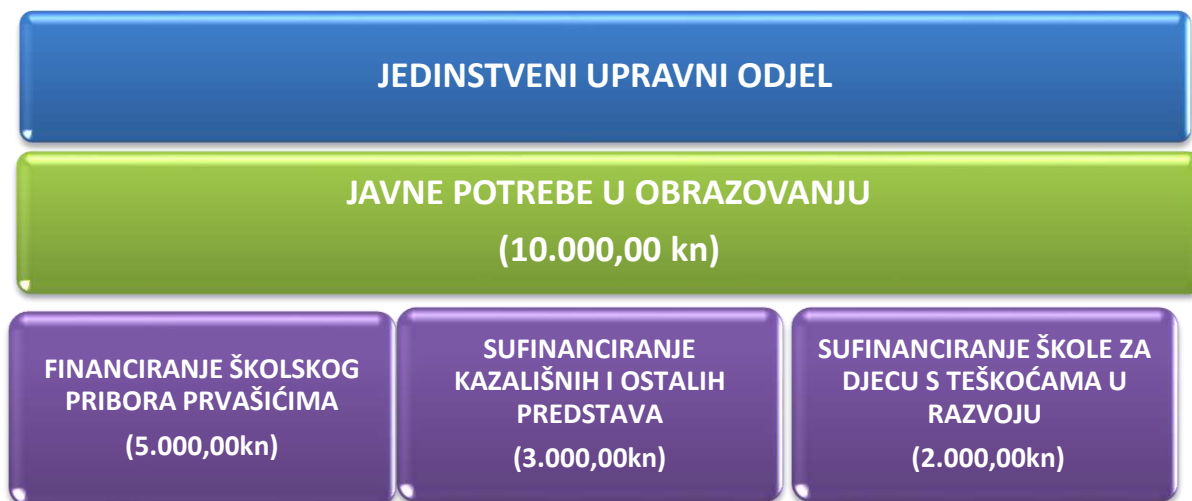 JEDINSTVENI UPRAVNI ODJEL
JAVNE POTREBE U OBRAZOVANJU
(10.000,00 kn)
FINANCIRANJE ŠKOLSKOG
PRIBORA PRVAŠIĆIMA
(5.000,00kn)
SUFINANCIRANJE
KAZALIŠNIH I OSTALIH
PREDSTAVA
(3.000,00kn)
SUFINANCIRANJE ŠKOLE ZA
DJECU S TEŠKOĆAMA U
RAZVOJU
(2.000,00kn)